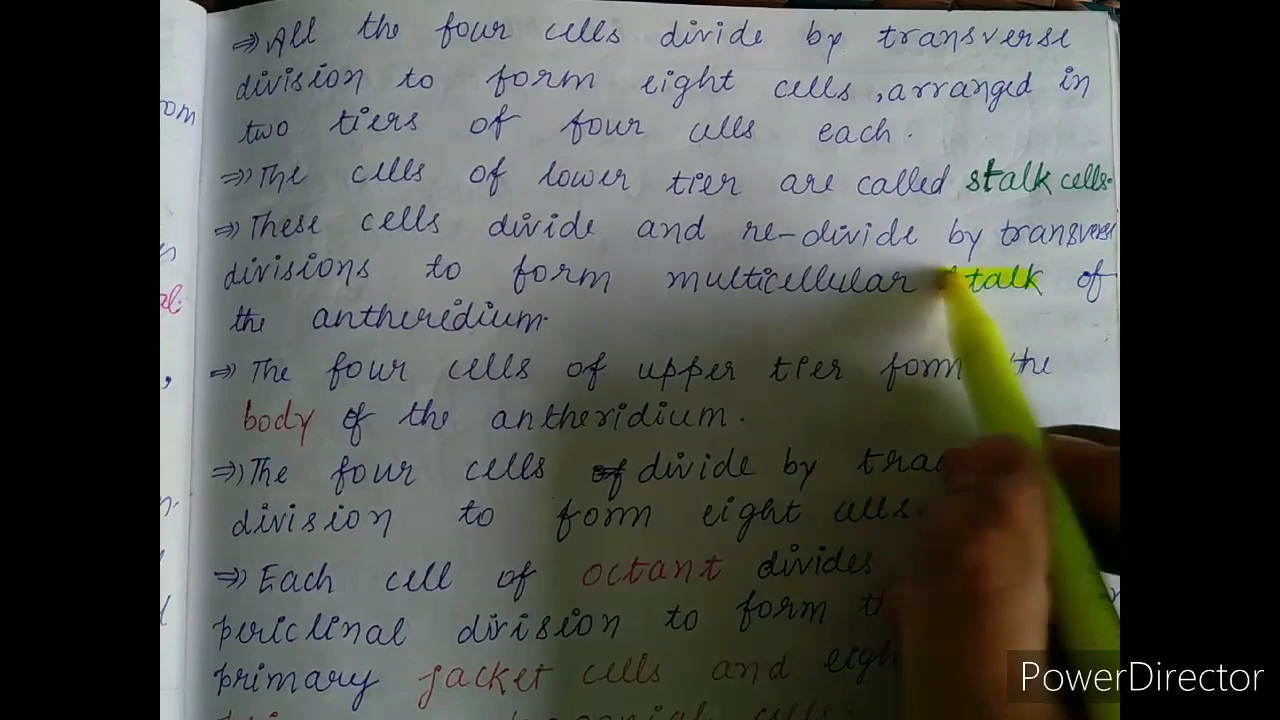 ⇒ All the four cells divide by transverse
division to form eight cells, arranged in
two tiers of four cells each.
⇒ The cells of lower tier are called stalk cells.
⇒ These cells divide and re-divide by transverse
divisions to form multicellular stalk of
the antheridium.
⇒ The four cells of upper tier form the
body of the antheridium.
⇒ The four cells of divide by
division to form eight cells.
⇒ Each cell of octant divides
periclinal division to form
primary jacket cells and
cells.
PowerDirector